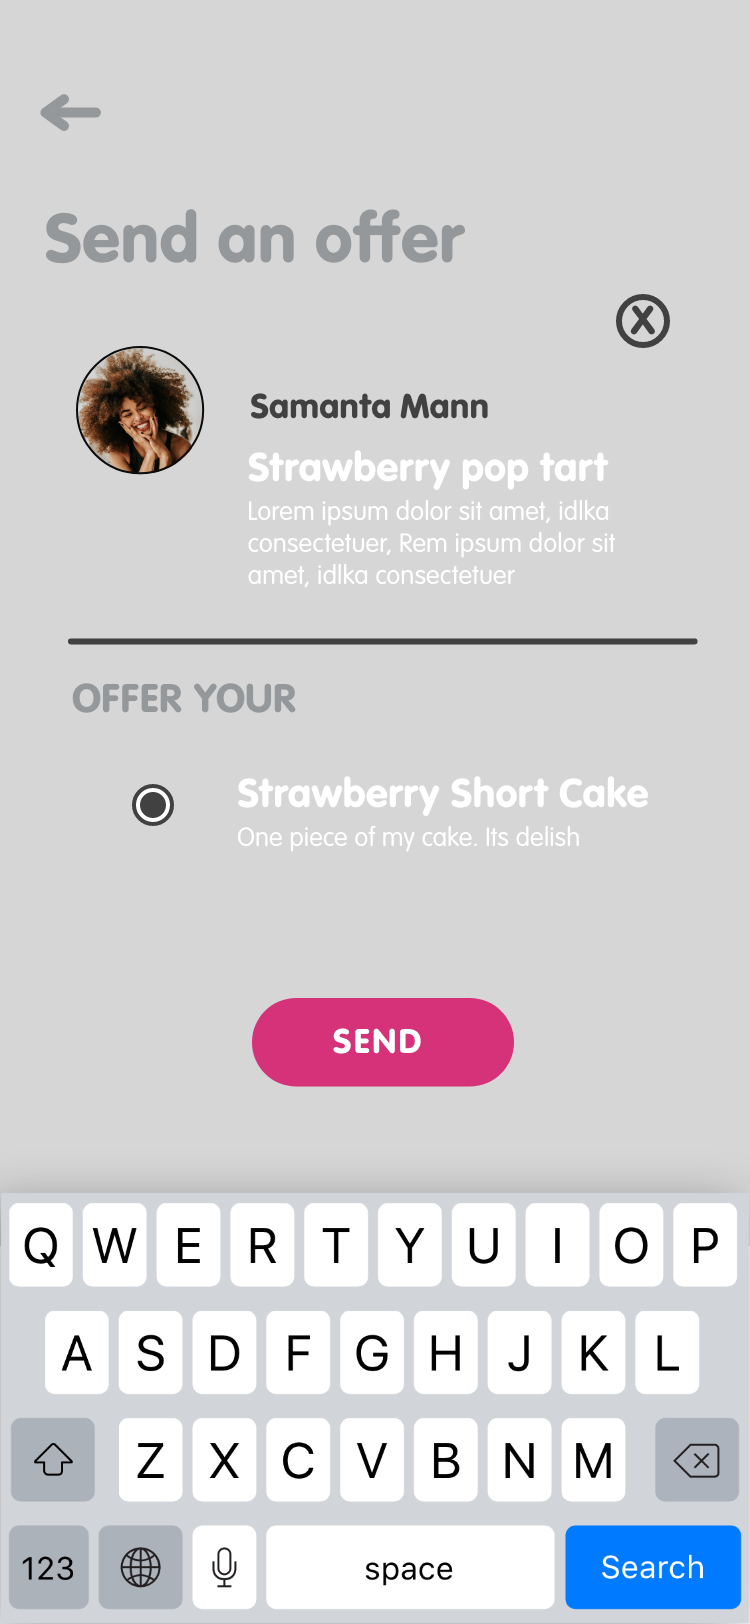 Send an offer
X
Samanta Mann
Strawberry pop tart
Lorem ipsum dolor sit amet, idlka
consectetuer, Rem ipsum dolor sit
amet, idlka consectetuer
OFFER YOUR
Strawberry Short Cake
One piece of my cake. Its delish
SEND
Q W E R T Y U I O P
A S D F G H J K L
Z X C V B N M
123 space Search